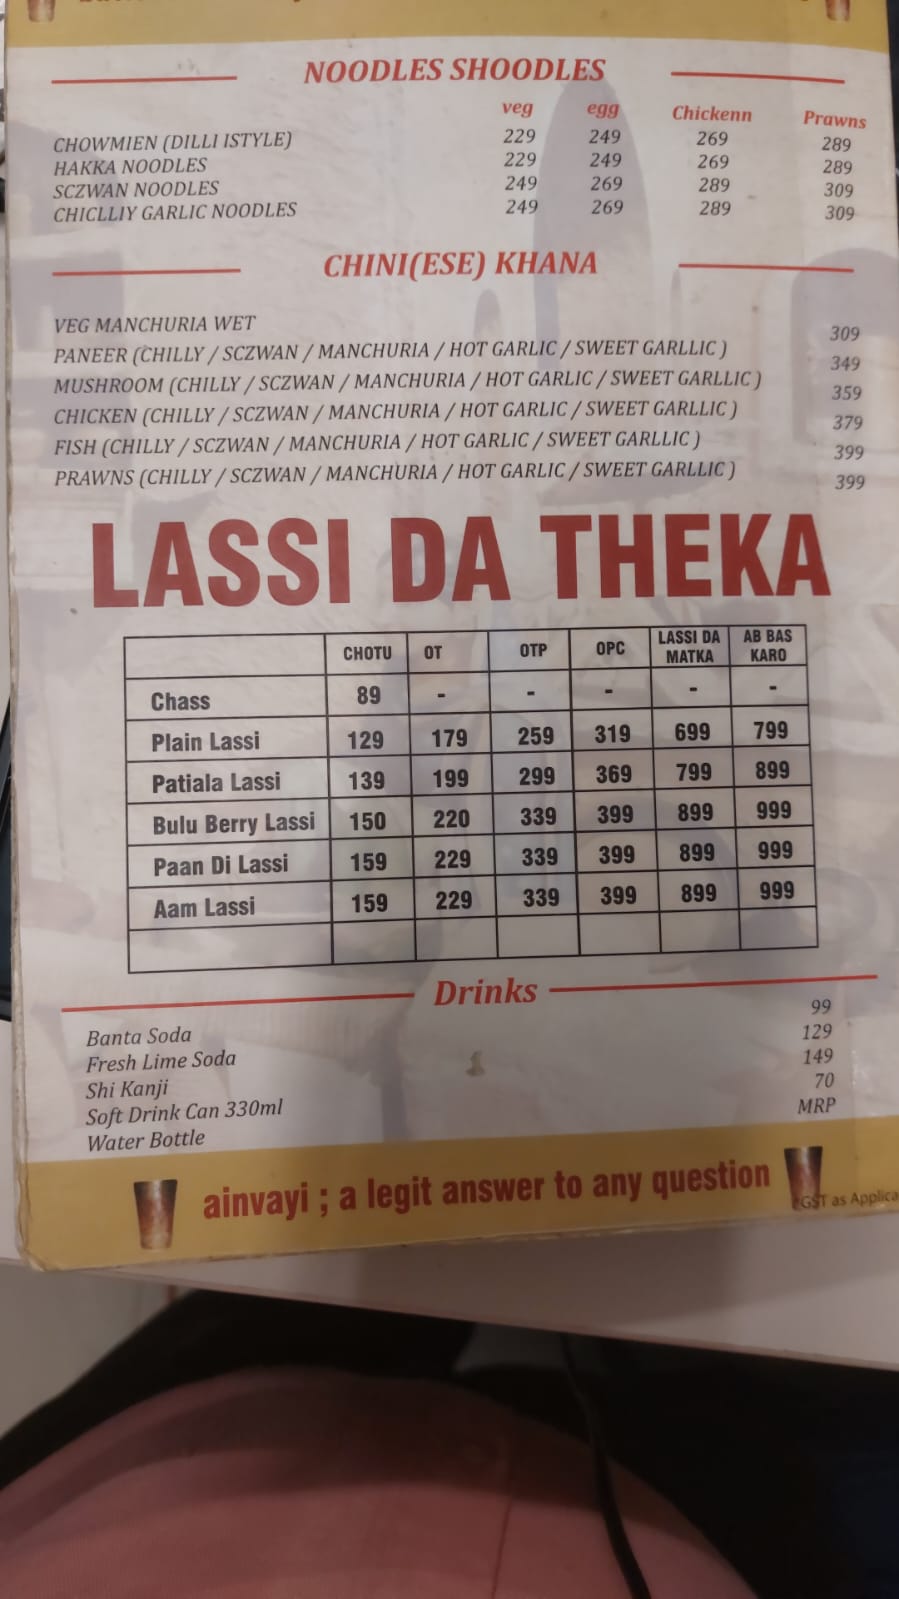 NOODLES SHOODLES
veg egg Chickenn Prawns
CHOWMIEN (DILLI ISTYLE) 229 249 269 289
HAKKA NOODLES 229 249 269 289
SCZWAN NOODLES 249 269 289 309
CHICLLIY GARLIC NOODLES 249 269 289 309
CHINI(ESE) KHANA
VEG MANCHURIA WET 309
PANEER (CHILLY / SCZWAN / MANCHURIA / HOT GARLIC / SWEET GARLLIC ) 349
MUSHROOM (CHILLY / SCZWAN / MANCHURIA / HOT GARLIC / SWEET GARLLIC ) 359
CHICKEN (CHILLY / SCZWAN / MANCHURIA / HOT GARLIC / SWEET GARLLIC ) 379
FISH (CHILLY / SCZWAN / MANCHURIA / HOT GARLIC / SWEET GARLLIC ) 399
PRAWNS (CHILLY / SCZWAN / MANCHURIA / HOT GARLIC / SWEET GARLLIC ) 399
LASSI DA THEKA
CHOTU OT OTP OPC LASSI DA MATKA AB BAS KARO
Chass 89 - - - - -
Plain Lassi 129 179 259 319 699 799
Patiala Lassi 139 199 299 369 799 899
Bulu Berry Lassi 150 220 339 399 899 999
Paan Di Lassi 159 229 339 399 899 999
Aam Lassi 159 229 339 399 899 999
Drinks
Banta Soda 99
Fresh Lime Soda 129
Shi Kanji 149
Soft Drink Can 330ml 70
Water Bottle MRP
ainvayi ; a legit answer to any question
GST as Applica